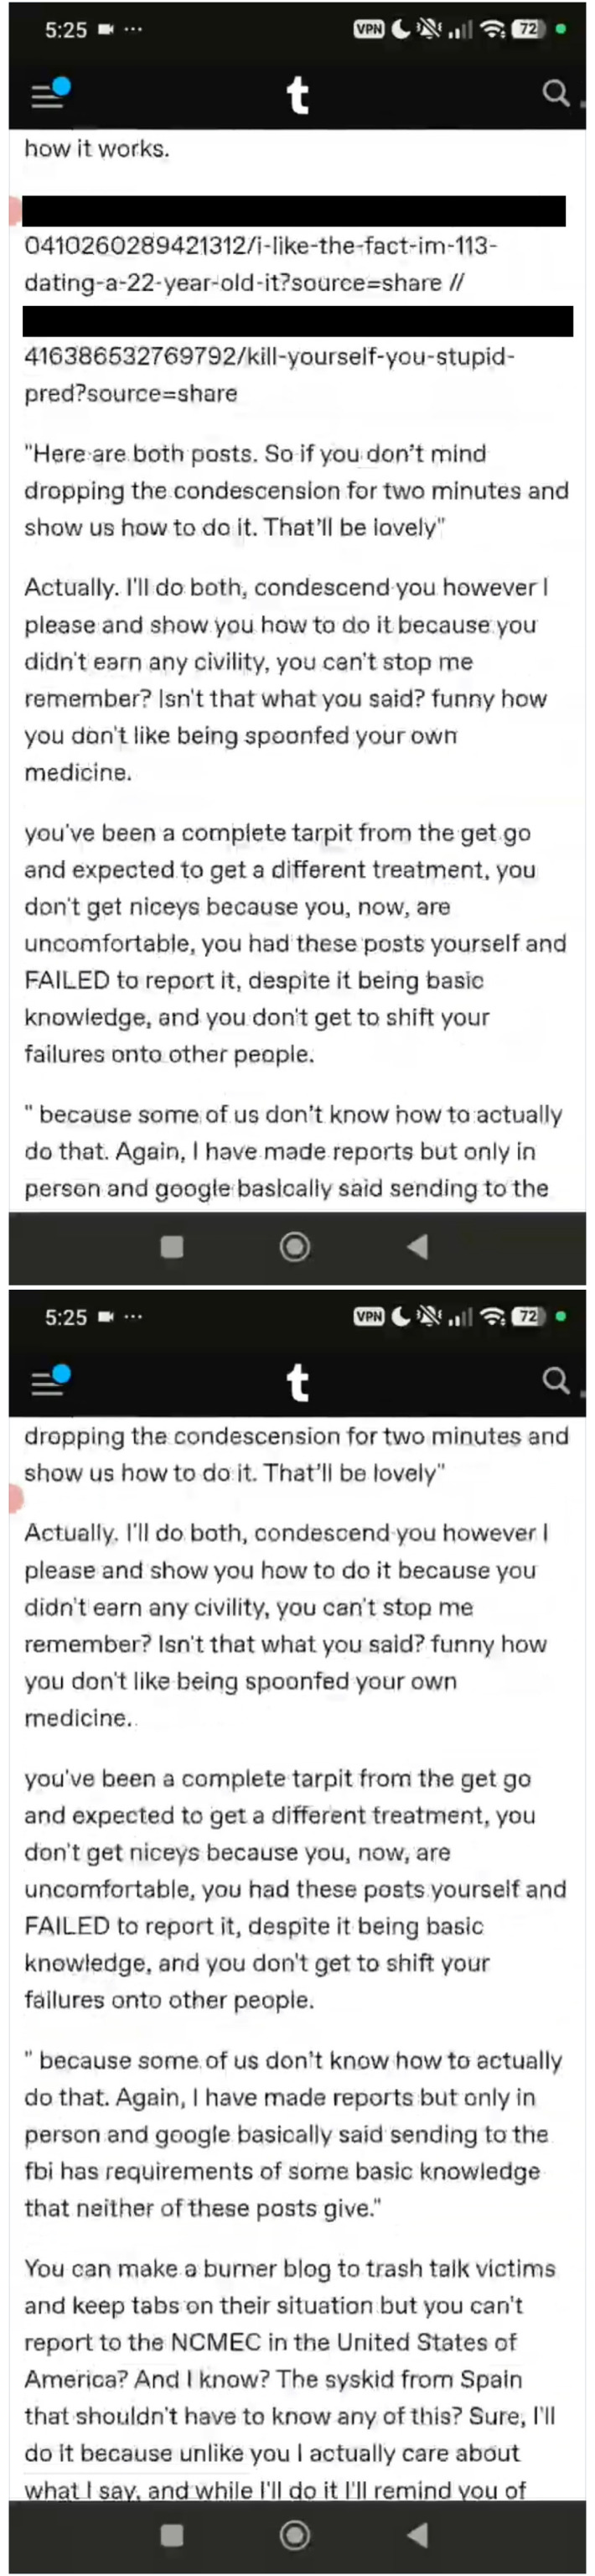 5:25 ...
VPN 72
t
how it works.
0410260289421312/i-like-the-fact-im-113-
dating-a-22-year-old-it?source=share //
416386532769792/kill-yourself-you-stupid-
pred?source=share
"Here are both posts. So if you don't mind
dropping the condescension for two minutes and
show us how to do it. That'll be lovely"
Actually. I'll do both, condescend you however I
please and show you how to do it because you
didn't earn any civility, you can't stop me
remember? Isn't that what you said? funny how
you don't like being spoonfed your own
medicine.
you've been a complete tarpit from the get go
and expected to get a different treatment, you
don't get niceys because you, now, are
uncomfortable, you had these posts yourself and
FAILED to report it, despite it being basic
knowledge, and you don't get to shift your
failures onto other people.
" because some of us don't know how to actually
do that. Again, I have made reports but only in
person and google basically said sending to the
5:25 ...
VPN 72
t
dropping the condescension for two minutes and
show us how to do it. That'll be lovely"
Actually. I'll do both, condescend you however I
please and show you how to do it because you
didn't earn any civility, you can't stop me
remember? Isn't that what you said? funny how
you don't like being spoonfed your own
medicine.
you've been a complete tarpit from the get go
and expected to get a different treatment, you
don't get niceys because you, now, are
uncomfortable, you had these posts yourself and
FAILED to report it, despite it being basic
knowledge, and you don't get to shift your
failures onto other people.
" because some of us don't know how to actually
do that. Again, I have made reports but only in
person and google basically said sending to the
fbi has requirements of some basic knowledge
that neither of these posts give."
You can make a burner blog to trash talk victims
and keep tabs on their situation but you can't
report to the NCMEC in the United States of
America? And I know? The syskid from Spain
that shouldn't have to know any of this? Sure, I'll
do it because unlike you I actually care about
what I say, and while I'll do it I'll remind you of